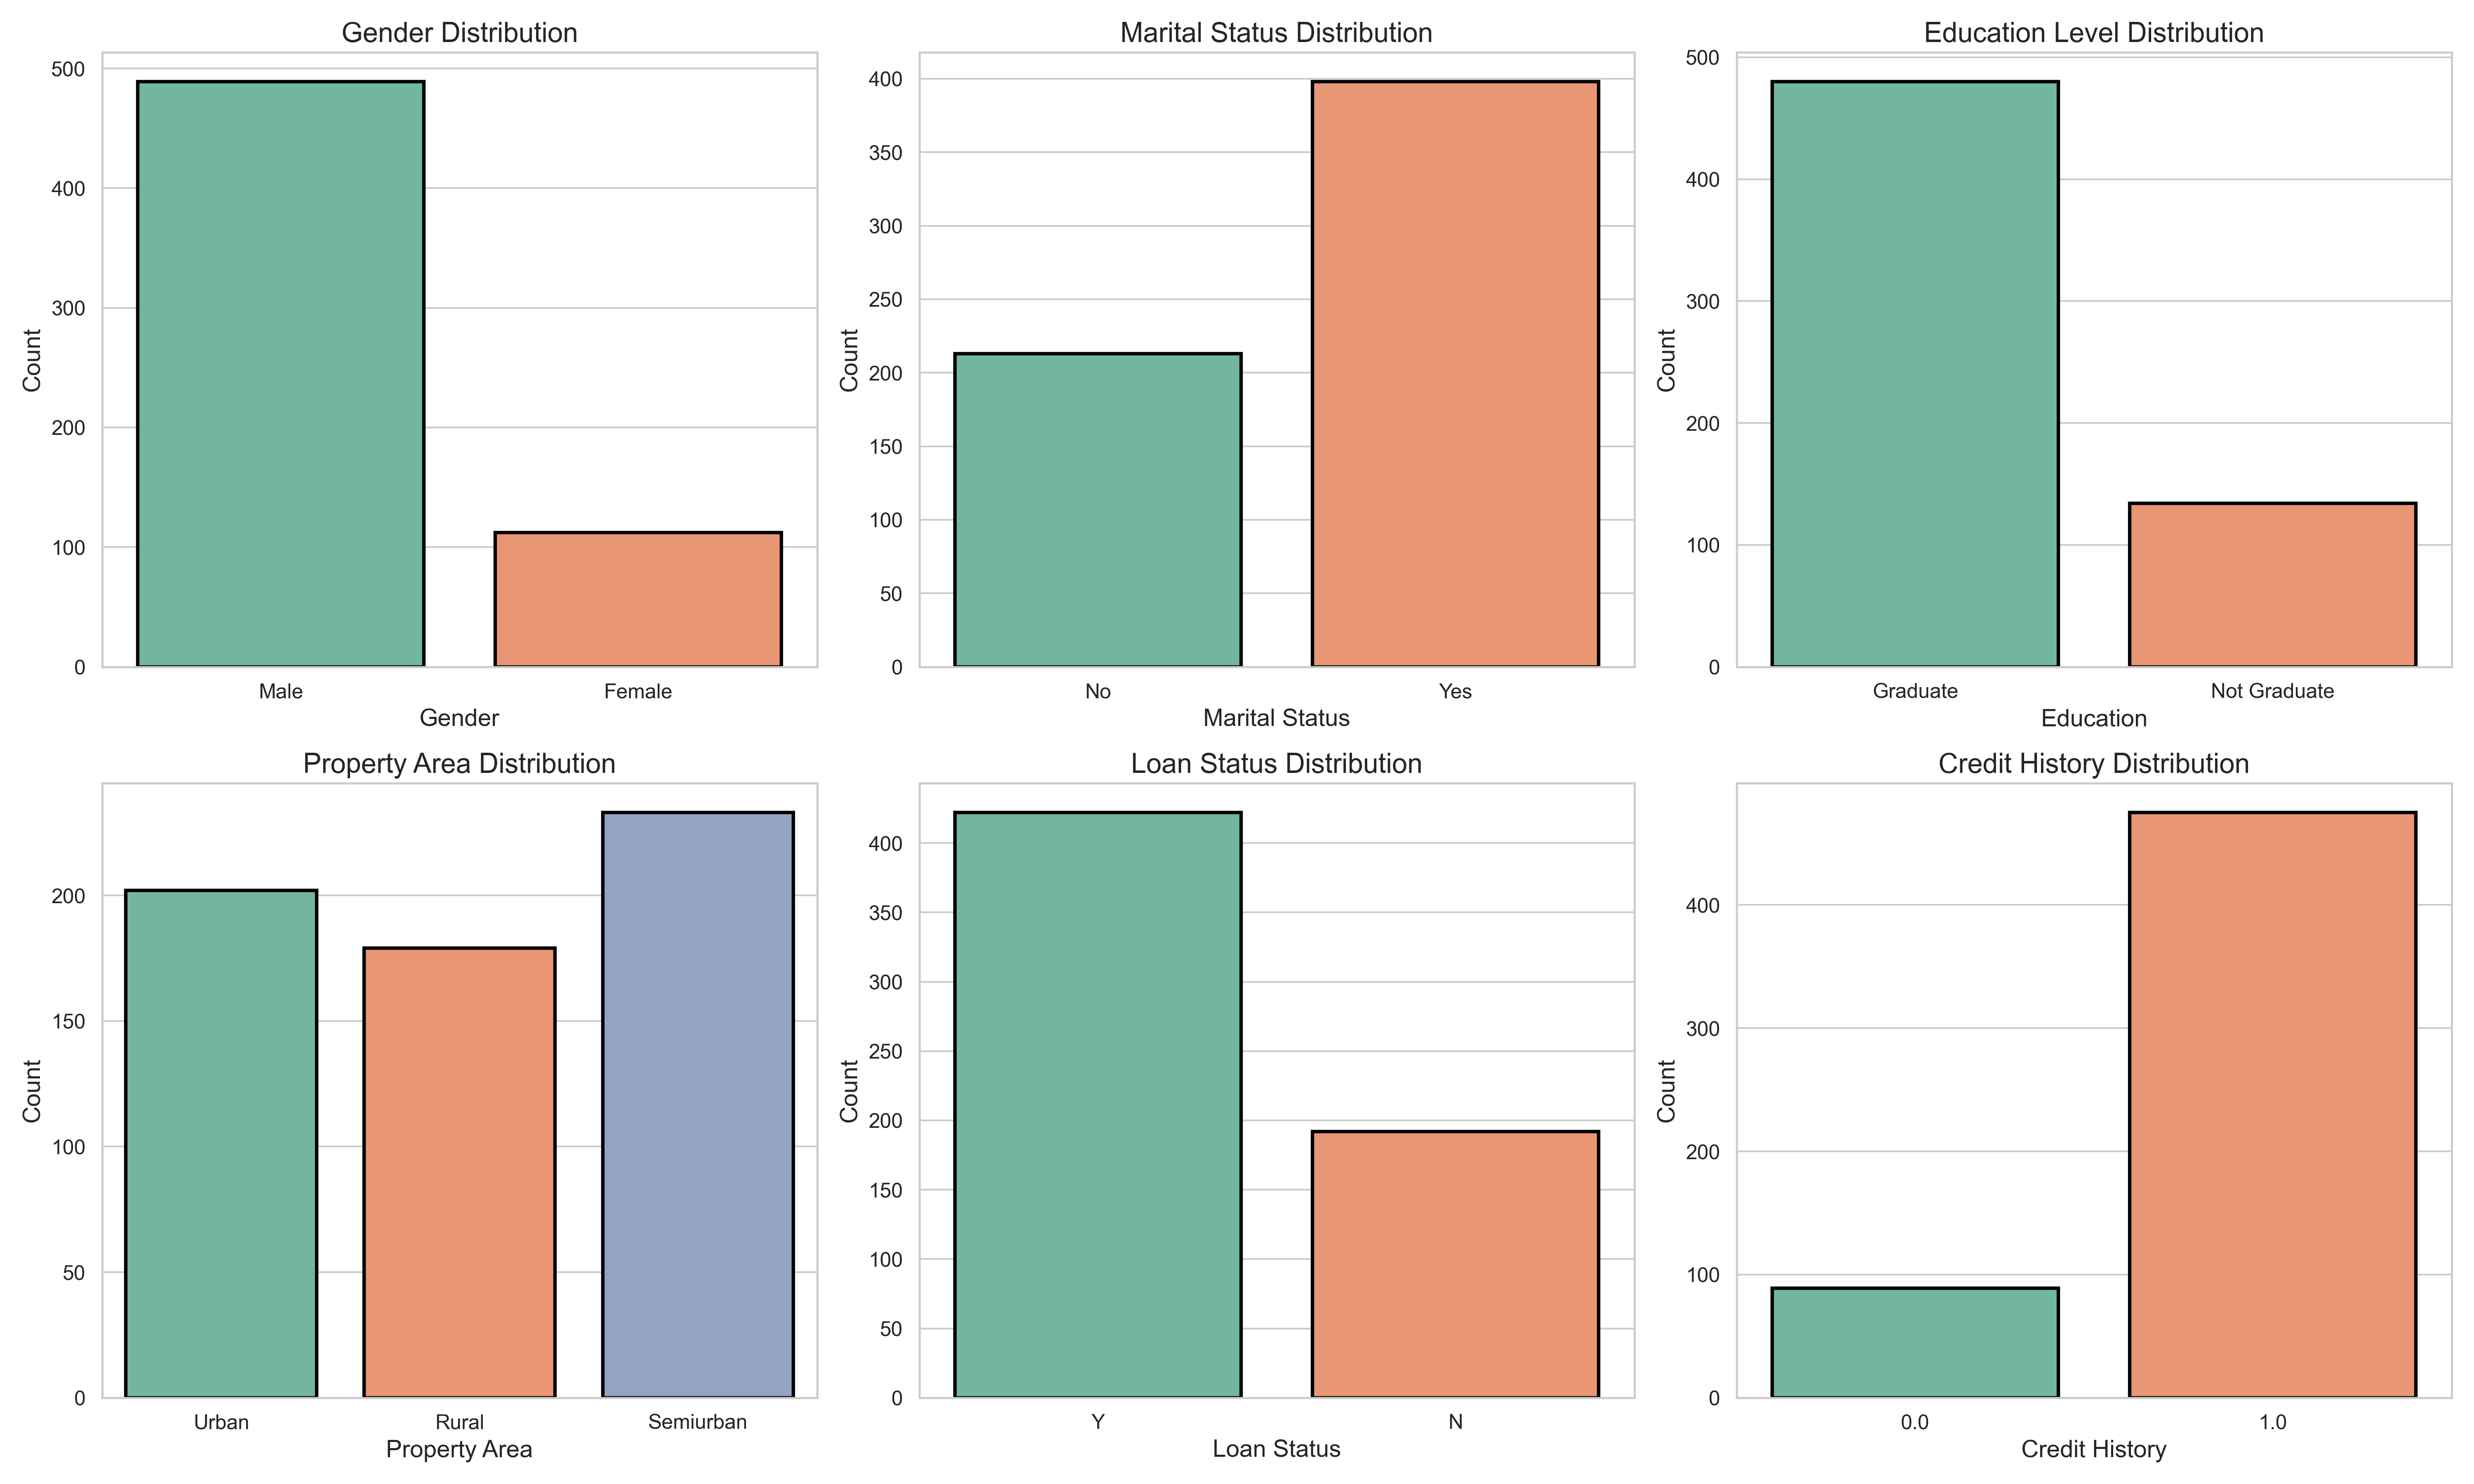 Gender Distribution
Count
500
400
300
200
100
0
Male Female
Gender
Marital Status Distribution
Count
400
350
300
250
200
150
100
50
0
No Yes
Marital Status
Education Level Distribution
Count
500
400
300
200
100
0
Graduate Not Graduate
Education
Property Area Distribution
Count
200
150
100
50
0
Urban Rural Semiurban
Property Area
Loan Status Distribution
Count
400
350
300
250
200
150
100
50
0
Y N
Loan Status
Credit History Distribution
Count
400
300
200
100
0
0.0 1.0
Credit History